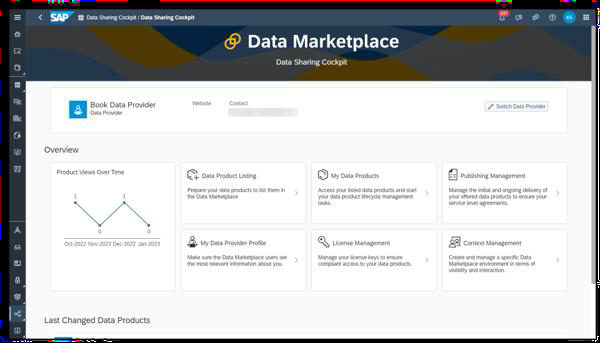 SAP
Data Sharing Cockpit / Data Sharing Cockpit
237
KS
Data Marketplace
Data Sharing Cockpit
Book Data Provider
Data Provider
Website
Contact
Switch Data Provider
Overview
Product Views Over Time
1
1
0
0
Oct-2022 Nov-2022 Dec-2022 Jan-2023
Data Product Listing
Prepare your data products to list them in
the Data Marketplace
My Data Products
Access your listed data products and start
your data product lifecycle management
tasks.
Publishing Management
Manage the initial and ongoing delivery of
your offered data products to ensure your
service level agreements.
My Data Provider Profile
Make sure the Data Marketplace users see
the most relevant information about you.
License Management
Manage your license keys to ensure
compliant access to your data products.
Context Management
Create and manage a specific Data
Marketplace environment in terms of
visibility and interaction.
Last Changed Data Products